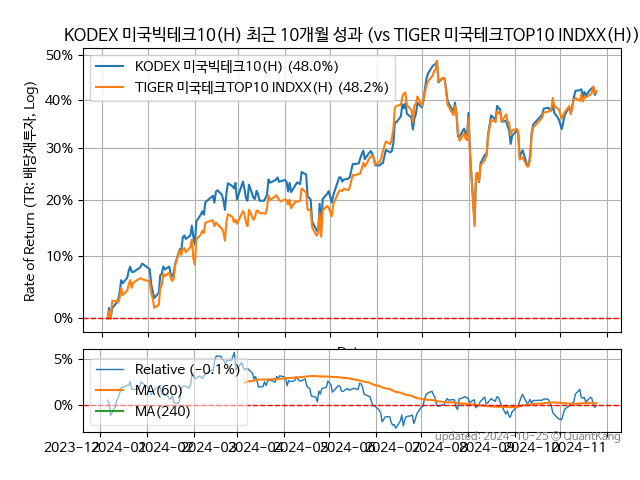 KODEX 미국빅테크10(H) 최근 10개월 성과 (vs TIGER 미국테크TOP10 INDXX(H))
50%
40%
30%
20%
10%
0%
Rate of Return (TR: 배당재투자, Log)
KODEX 미국빅테크10(H) (48.0%)
TIGER 미국테크TOP10 INDXX(H) (48.2%)
5%
0%
Relative (-0.1%)
MA(60)
MA(240)
updated: 2024-10-25 © QuantKang
2023-12 2024-01 2024-02 2024-03 2024-04 2024-05 2024-06 2024-07 2024-08 2024-09 2024-10 2024-11